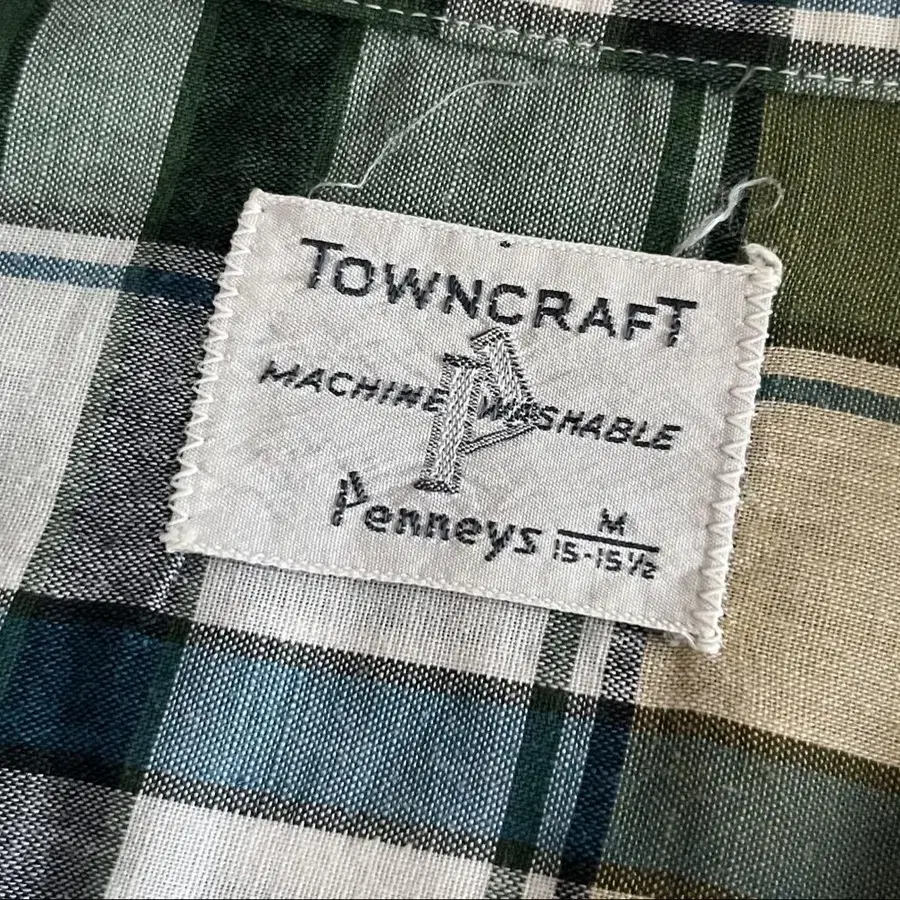 TOWNCRAFT
MACHINE WASHABLE
Penneys M
15-15½